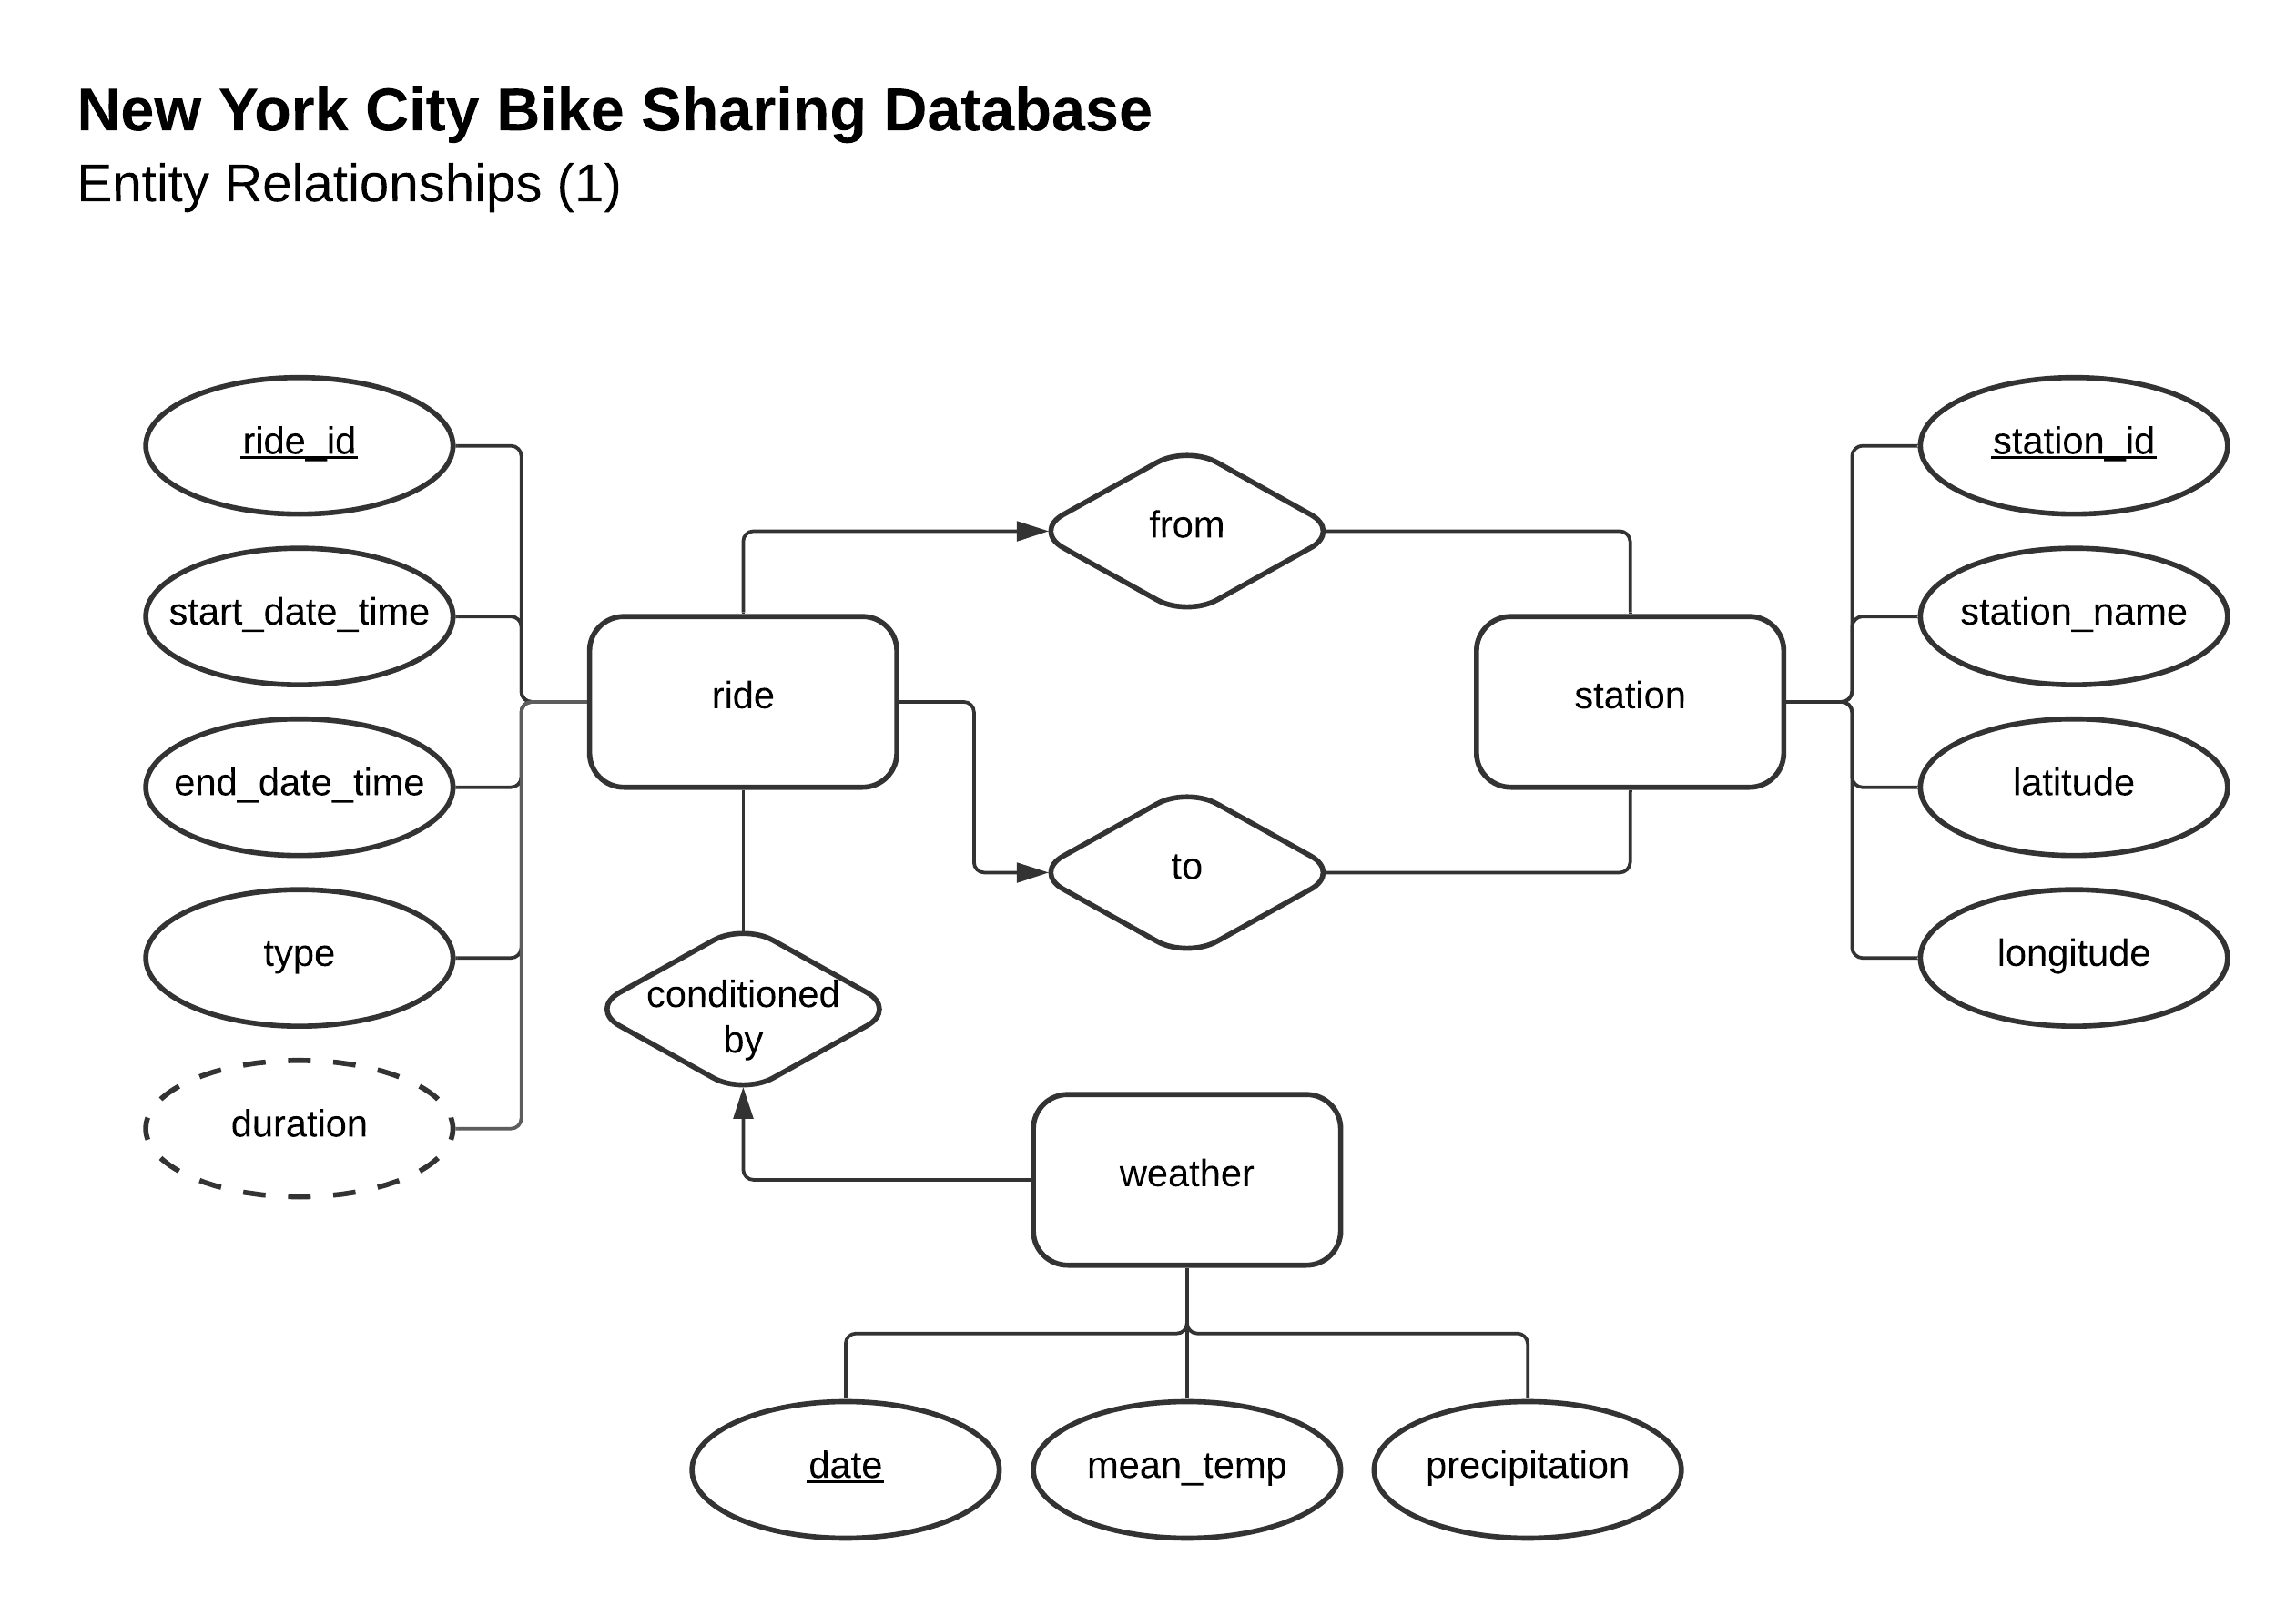 New York City Bike Sharing Database
Entity Relationships (1)
ride_id
start_date_time
end_date_time
type
duration
ride
from
to
station
station_id
station_name
latitude
longitude
conditioned
by
weather
date
mean_temp
precipitation